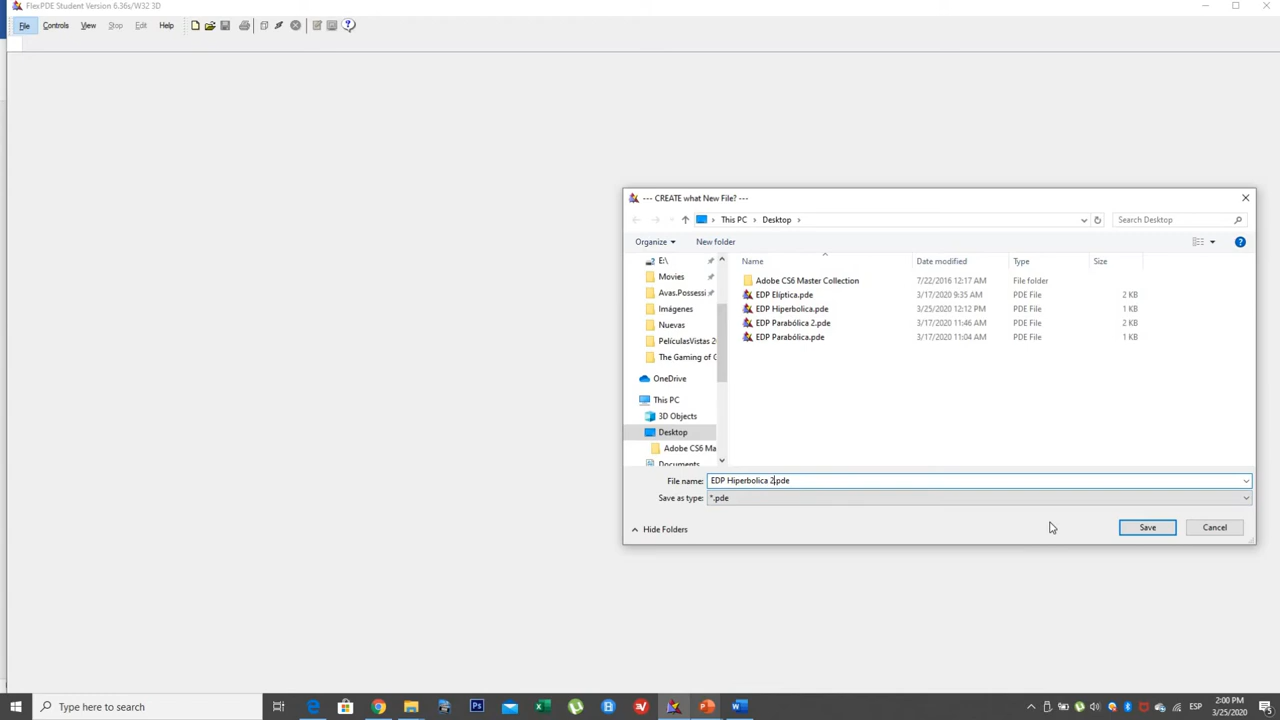 FlexPDE Student Version 6.36s/W32 3D
File Controls View Stop Edit Help
--- CREATE what New File? ---
This PC Desktop
Search Desktop
Organize New folder
Name Date modified Type Size
E:\
Movies
Avas.Possessi
Imágenes
Nuevas
PelículasVistas 2
The Gaming of C
OneDrive
This PC
3D Objects
Desktop
Adobe CS6 Ma
Documents
Adobe CS6 Master Collection 7/22/2016 12:17 AM File folder
EDP Elíptica.pde 3/17/2020 9:35 AM PDE File 2 KB
EDP Hiperbolica.pde 3/25/2020 12:12 PM PDE File 1 KB
EDP Parabólica 2.pde 3/17/2020 11:46 AM PDE File 2 KB
EDP Parabólica.pde 3/17/2020 11:04 AM PDE File 1 KB
File name: EDP Hiperbolica 2.pde
Save as type: *.pde
Hide Folders
Save Cancel
Type here to search
ESP
2:00 PM
3/25/2020